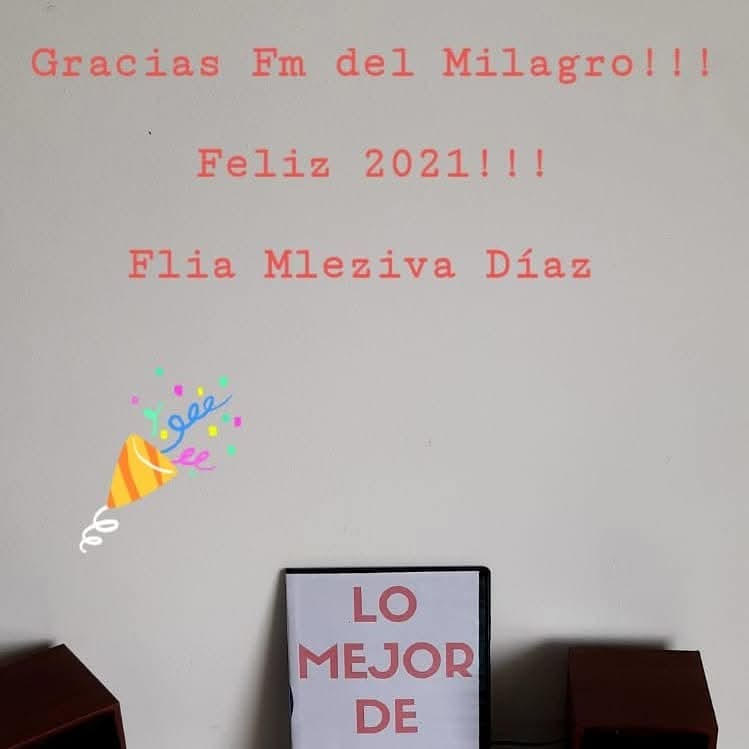 Gracias Fm del Milagro!!!
Feliz 2021!!!
Flia Mleziva Díaz
LO
MEJOR
DE